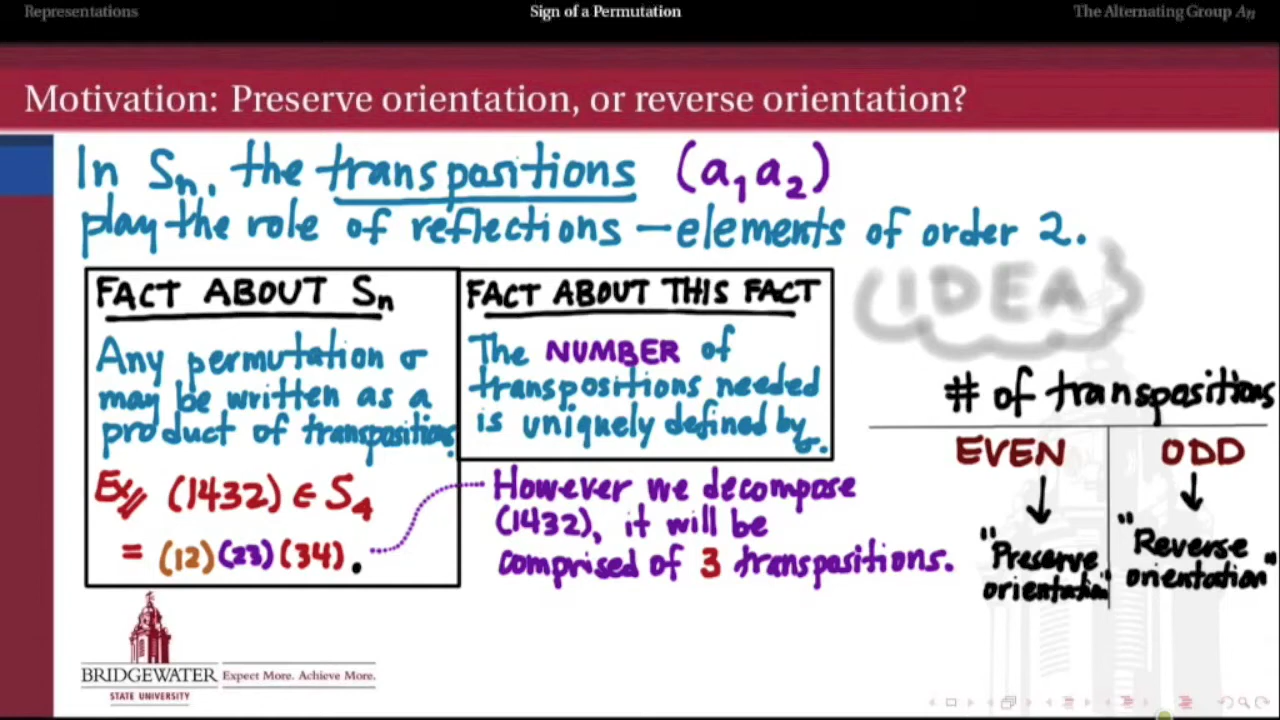 Representations
Sign of a Permutation
The Alternating Group An
Motivation: Preserve orientation, or reverse orientation?
In Sn, the transpositions (a1 a2)
play the role of reflections – elements of order 2.
FACT ABOUT Sn
Any permutation σ
may be written as a
product of transpositions.
Ex// (1432) ∈ S4
= (12)(23)(34).
FACT ABOUT THIS FACT
The NUMBER of
transpositions needed
is uniquely defined by σ.
However we decompose
(1432), it will be
comprised of 3 transpositions.
(IDEA)
# of transpositions
EVEN
ODD
"Preserve
orientation"
"Reverse
orientation"
BRIDGEWATER
STATE UNIVERSITY
Expect More. Achieve More.